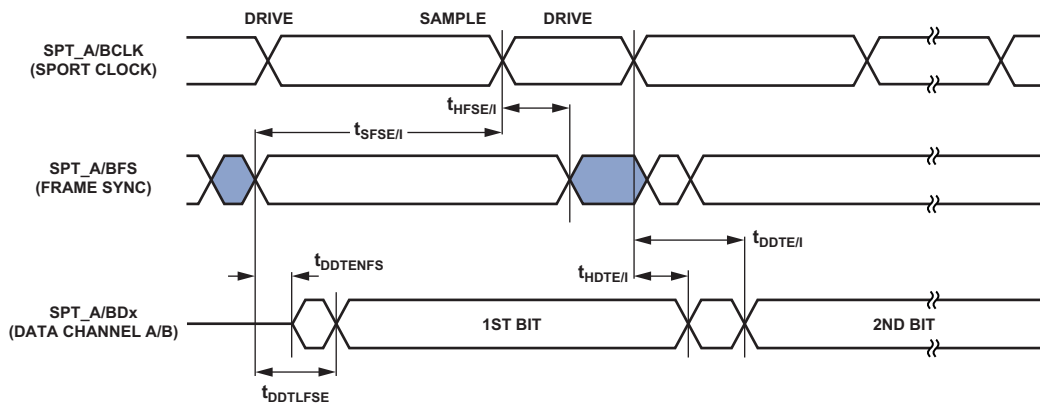 DRIVE SAMPLE DRIVE
SPT_A/BCLK
(SPORT CLOCK)
tHFSE/I
tSFSE/I
SPT_A/BFS
(FRAME SYNC)
tDDTE/I
tDDTENFS
tHDTE/I
SPT_A/BDx
(DATA CHANNEL A/B)
1ST BIT 2ND BIT
tDDTLFSE